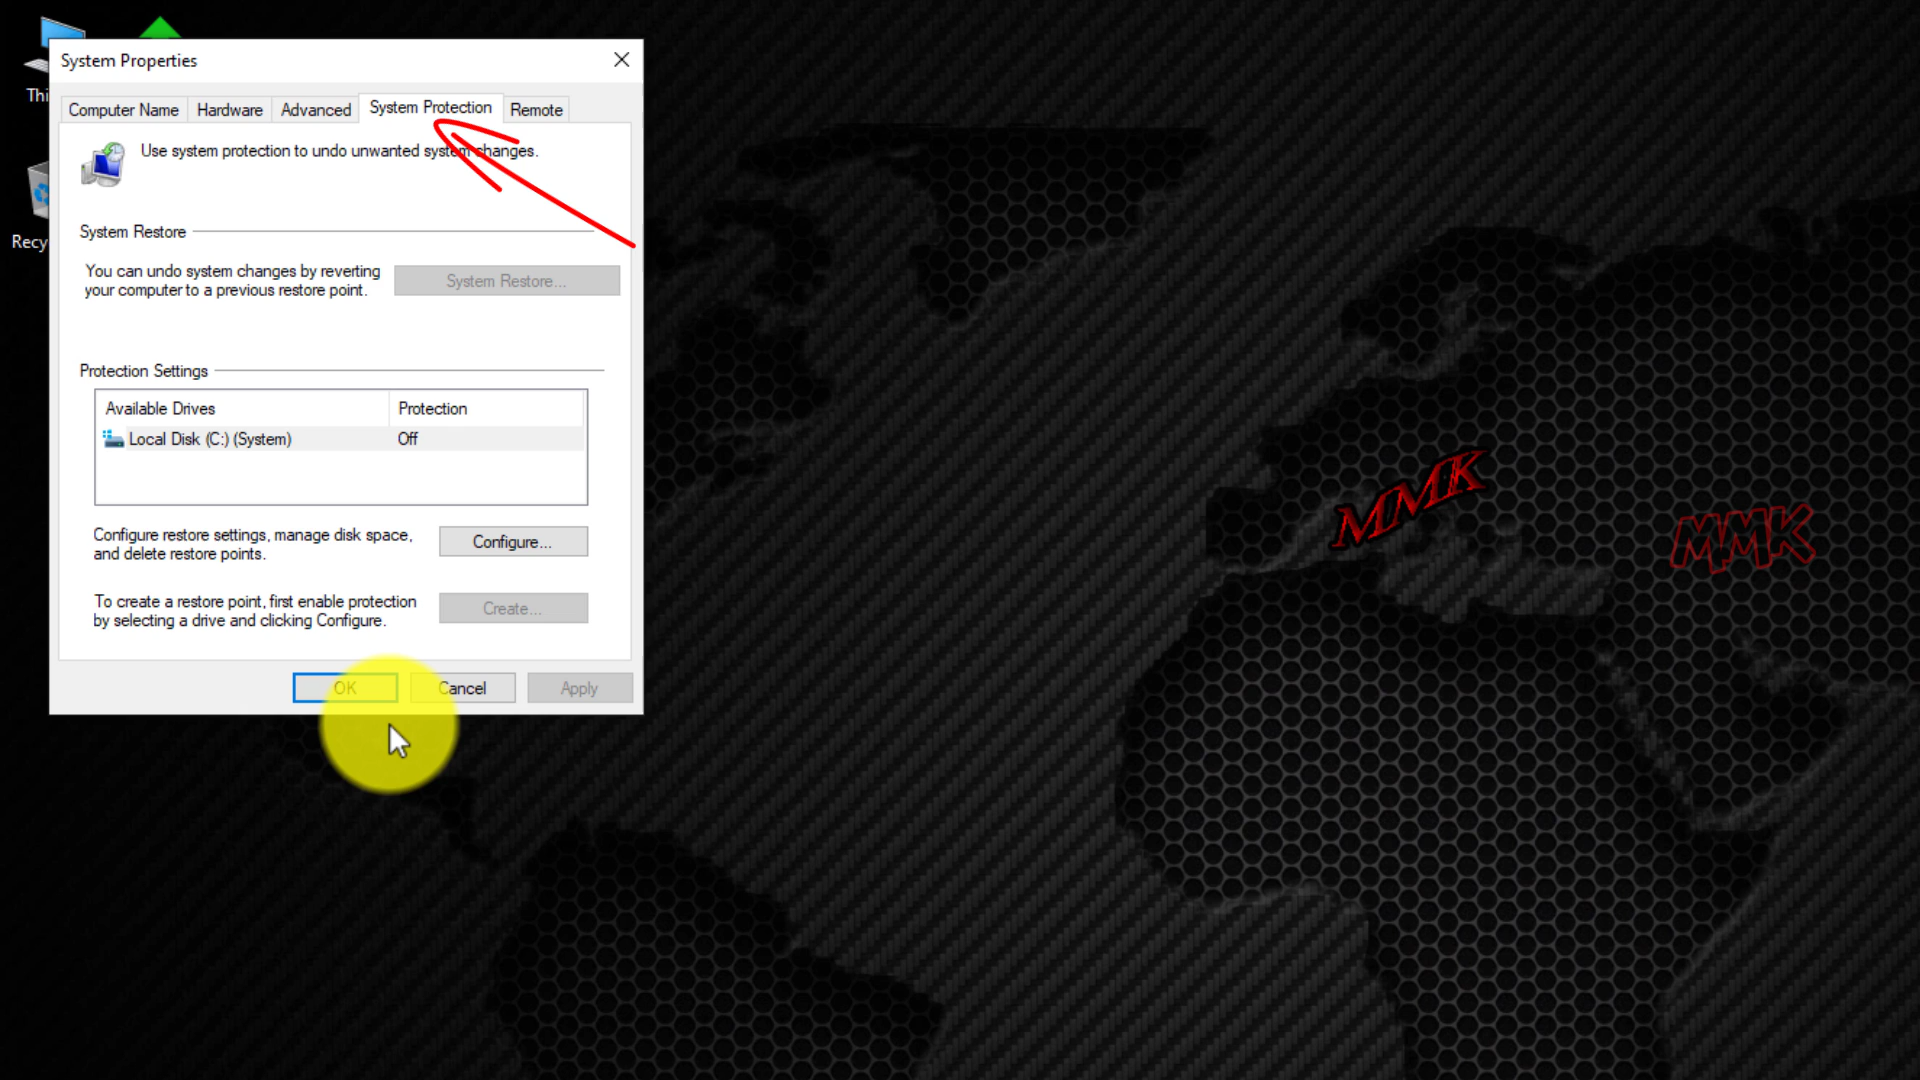 Thi
Recy
System Properties
Computer Name
Hardware
Advanced
System Protection
Remote
Use system protection to undo unwanted system changes.
System Restore
You can undo system changes by reverting
your computer to a previous restore point.
System Restore...
Protection Settings
Available Drives
Protection
Local Disk (C:) (System)
Off
Configure restore settings, manage disk space,
and delete restore points.
Configure...
To create a restore point, first enable protection
by selecting a drive and clicking Configure.
Create...
OK
Cancel
Apply
MMK
MMK